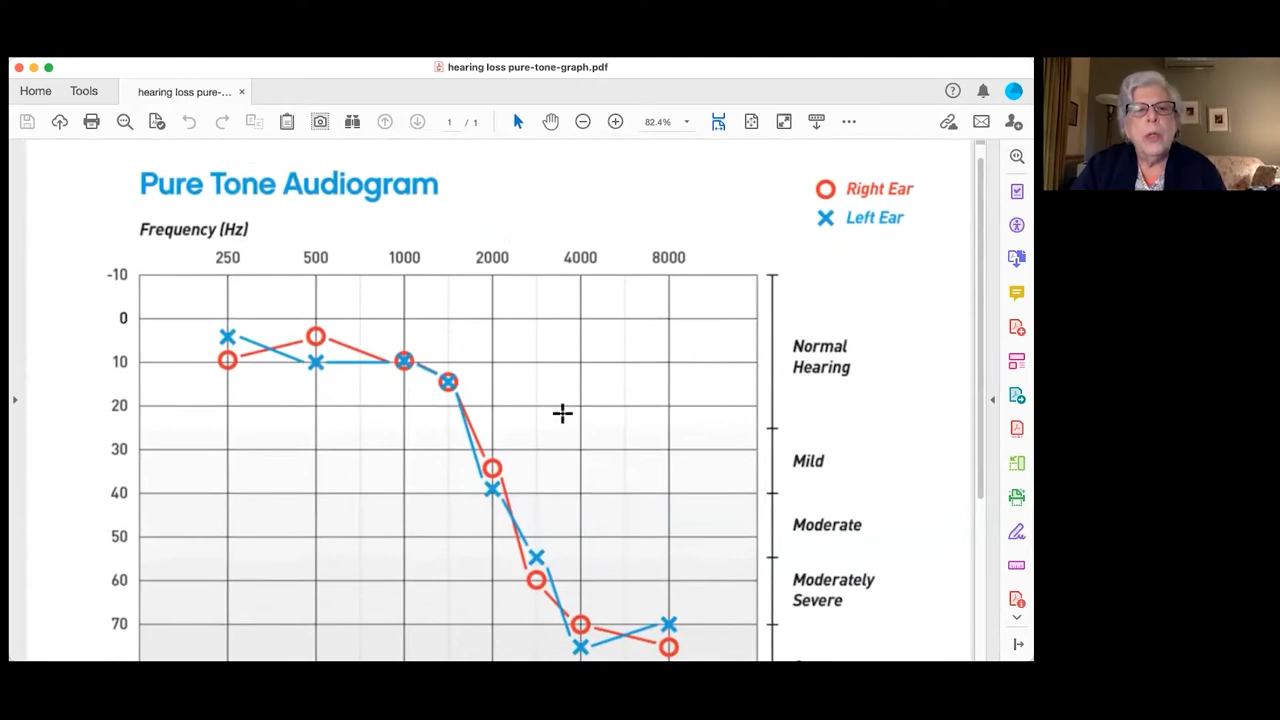 hearing loss pure-tone-graph.pdf
Home
Tools
hearing loss pure-...
1 / 1
82.4%
Pure Tone Audiogram
Right Ear
Left Ear
Frequency (Hz)
250 500 1000 2000 4000 8000
-10
0
10
20
30
40
50
60
70
Normal
Hearing
Mild
Moderate
Moderately
Severe